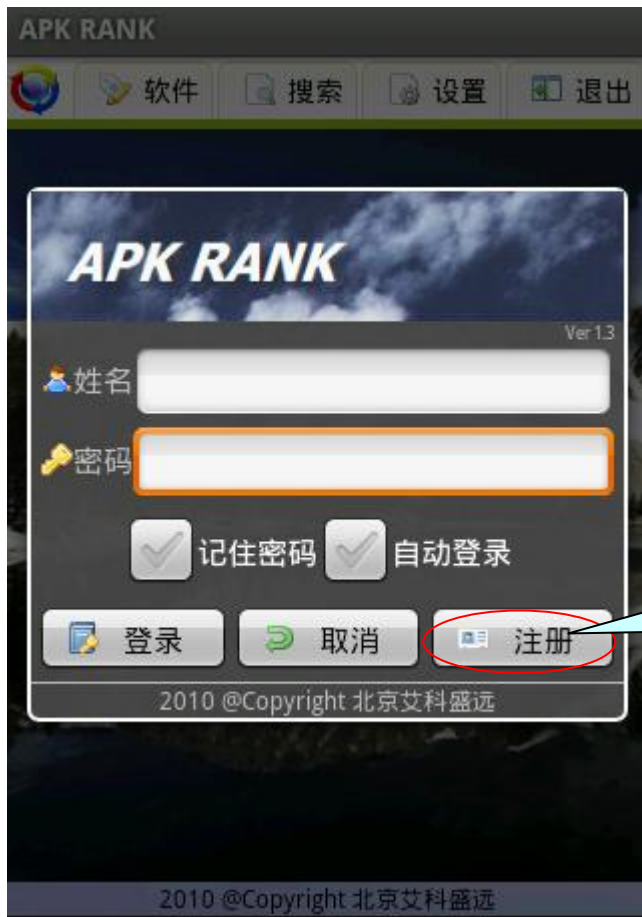 APK RANK
软件 搜索 设置 退出
APK RANK
Ver 1.3
姓名
密码
记住密码 自动登录
登录 取消 注册
2010 @Copyright 北京艾科盛远
2010 @Copyright 北京艾科盛远